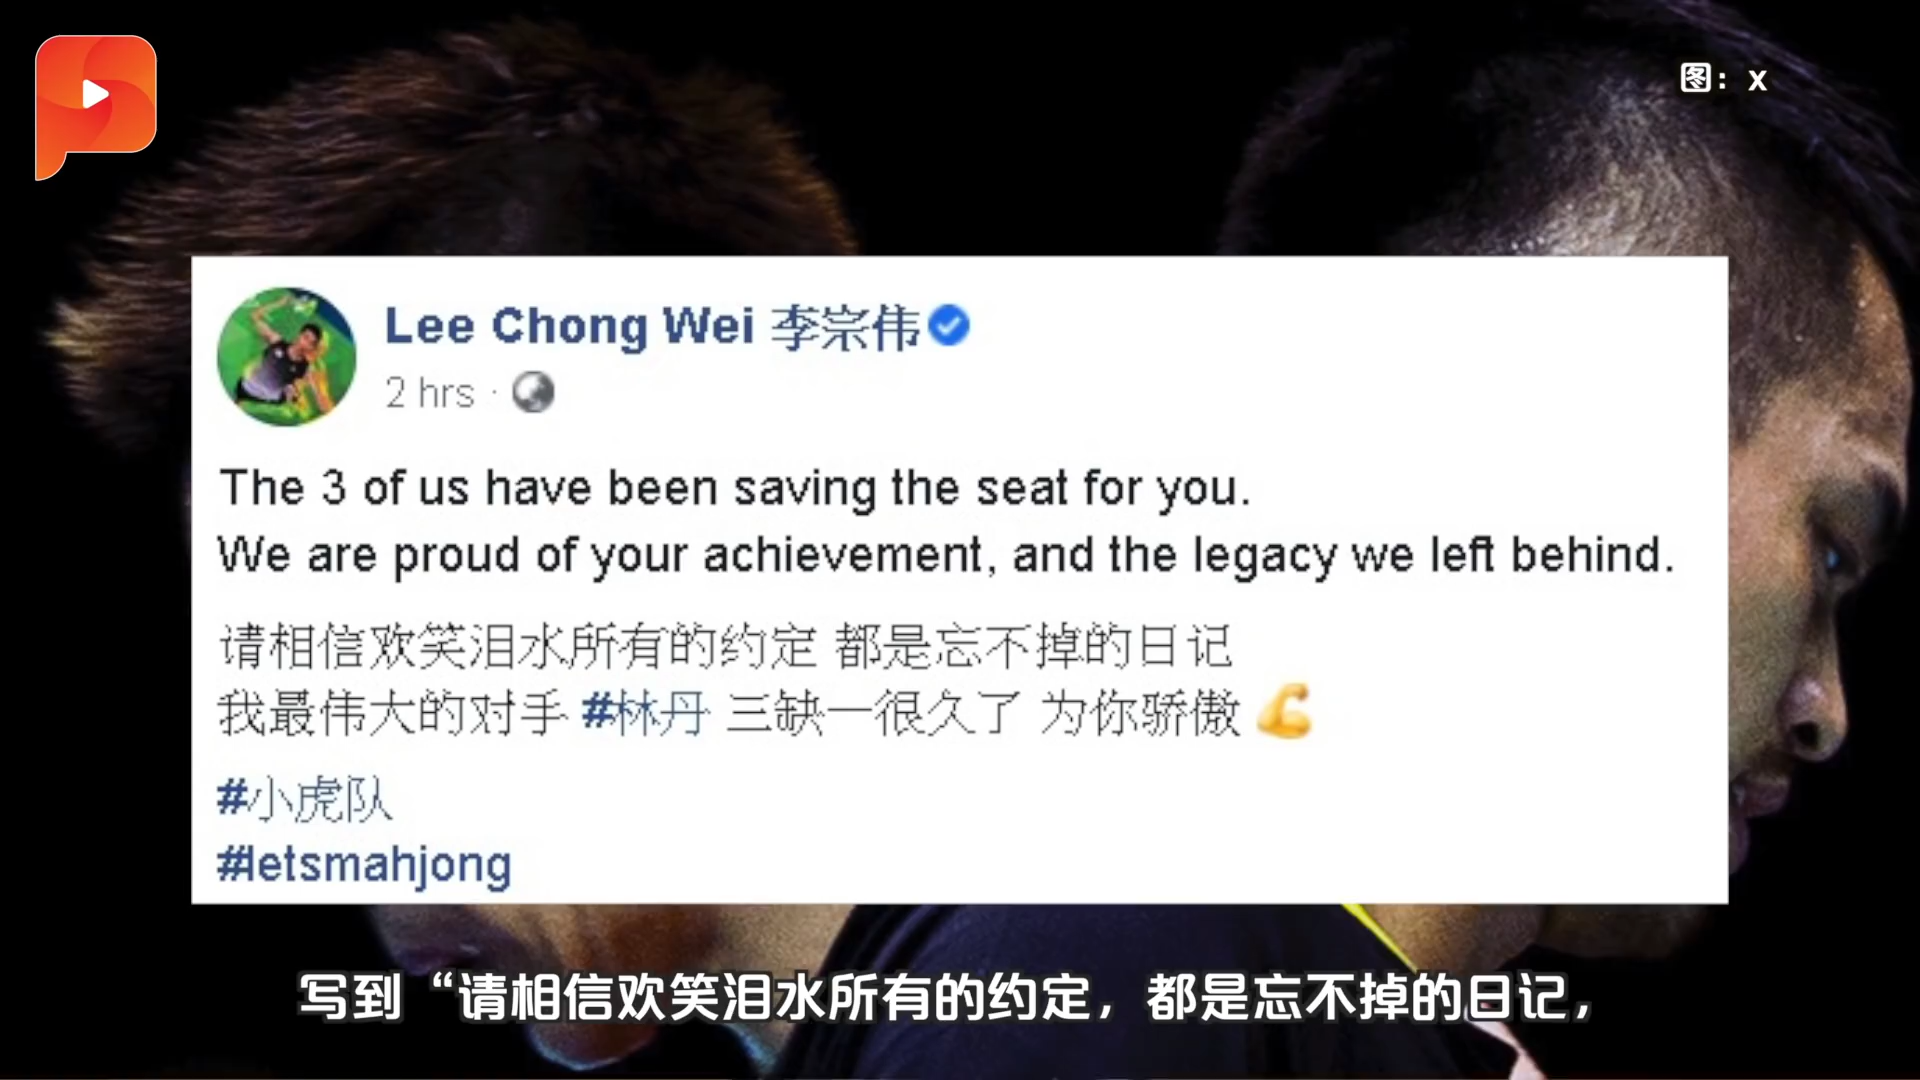 图：X
Lee Chong Wei 李宗伟
2 hrs ·
The 3 of us have been saving the seat for you.
We are proud of your achievement, and the legacy we left behind.
请相信欢笑泪水所有的约定 都是忘不掉的日记
我最伟大的对手 #林丹 三缺一很久了 为你骄傲 💪
#小虎队
#letsmahjong
写到“请相信欢笑泪水所有的约定，都是忘不掉的日记，